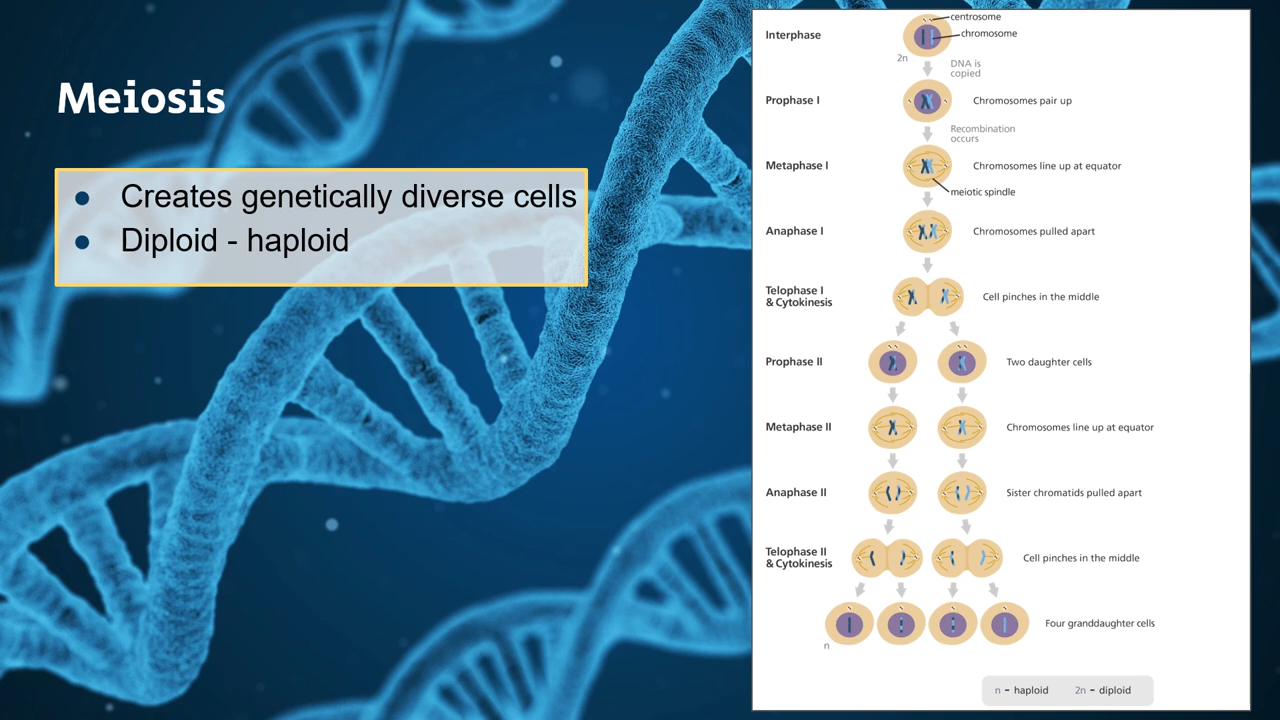 Meiosis
● Creates genetically diverse cells
● Diploid - haploid
centrosome
Interphase
chromosome
2n
DNA is
copied
Prophase I
Chromosomes pair up
Recombination
occurs
Metaphase I
Chromosomes line up at equator
meiotic spindle
Anaphase I
Chromosomes pulled apart
Telophase I
& Cytokinesis
Cell pinches in the middle
Prophase II
Two daughter cells
Metaphase II
Chromosomes line up at equator
Anaphase II
Sister chromatids pulled apart
Telophase II
& Cytokinesis
Cell pinches in the middle
Four granddaughter cells
n
n – haploid 2n – diploid